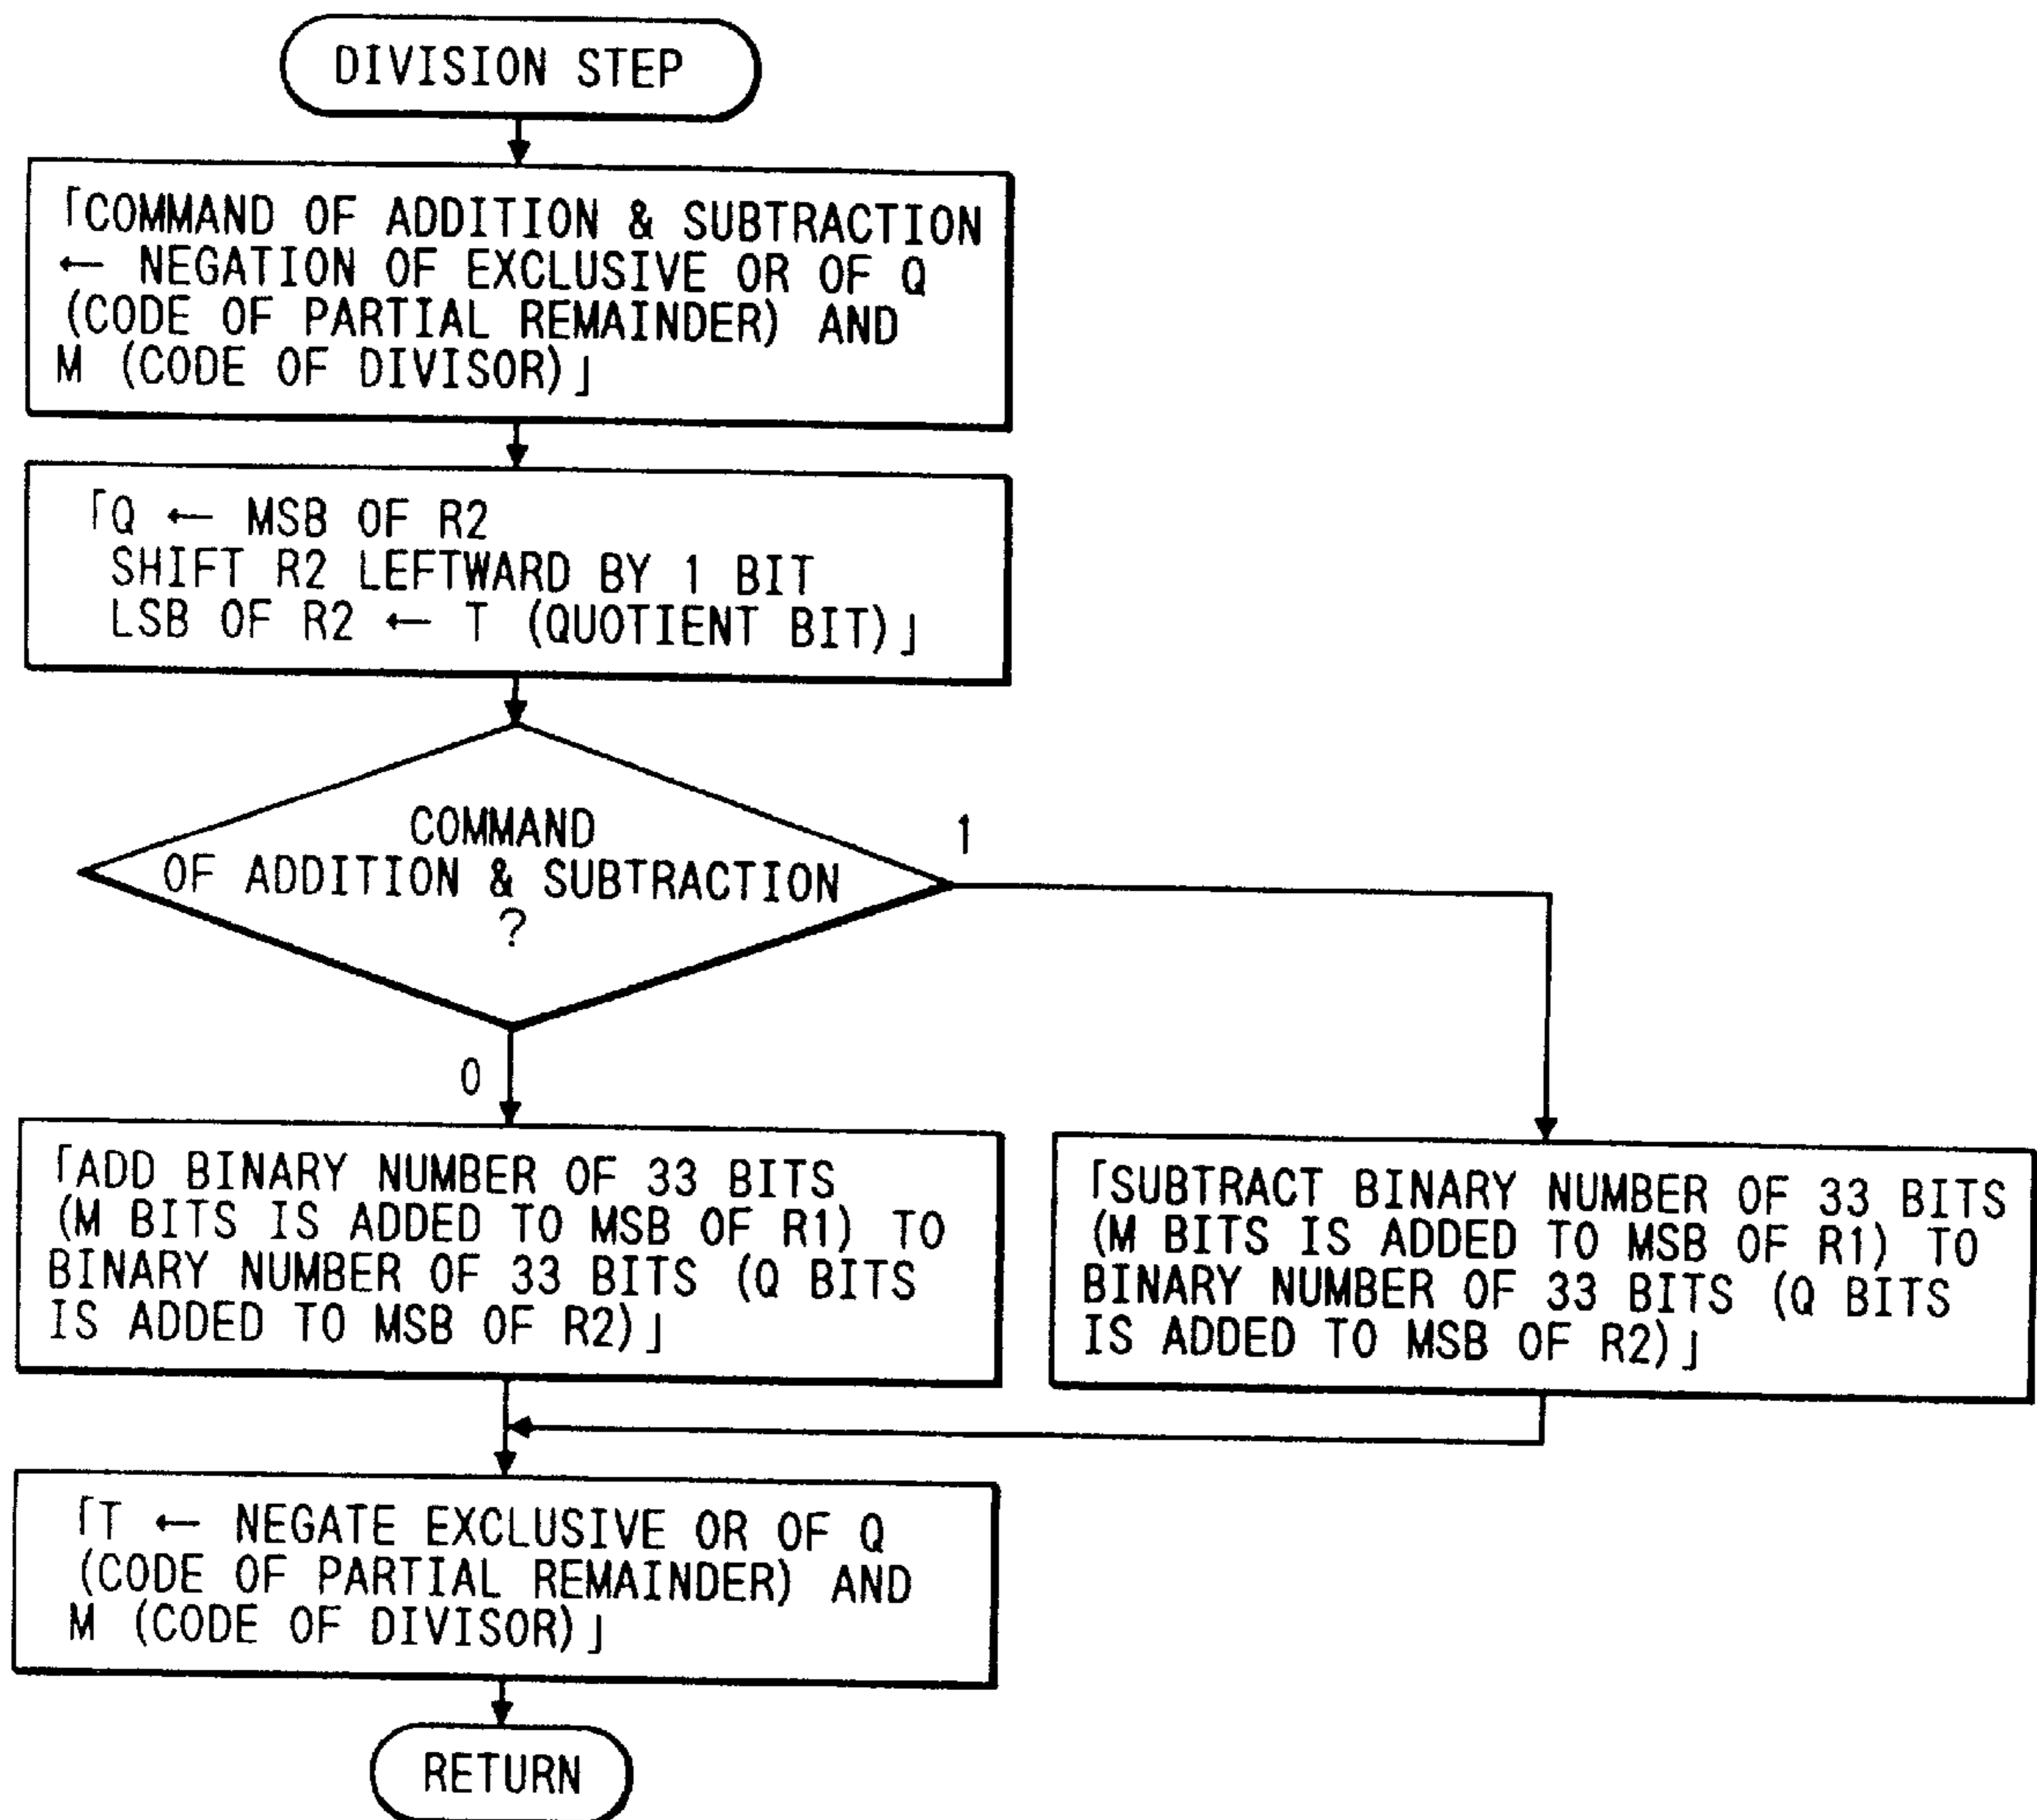 DIVISION STEP
「COMMAND OF ADDITION & SUBTRACTION
← NEGATION OF EXCLUSIVE OR OF Q
(CODE OF PARTIAL REMAINDER) AND
M (CODE OF DIVISOR)」
「Q ← MSB OF R2
SHIFT R2 LEFTWARD BY 1 BIT
LSB OF R2 ← T (QUOTIENT BIT)」
COMMAND
OF ADDITION & SUBTRACTION
?
1
0
「ADD BINARY NUMBER OF 33 BITS
(M BITS IS ADDED TO MSB OF R1) TO
BINARY NUMBER OF 33 BITS (Q BITS
IS ADDED TO MSB OF R2)」
「SUBTRACT BINARY NUMBER OF 33 BITS
(M BITS IS ADDED TO MSB OF R1) TO
BINARY NUMBER OF 33 BITS (Q BITS
IS ADDED TO MSB OF R2)」
「T ← NEGATE EXCLUSIVE OR OF Q
(CODE OF PARTIAL REMAINDER) AND
M (CODE OF DIVISOR)」
RETURN